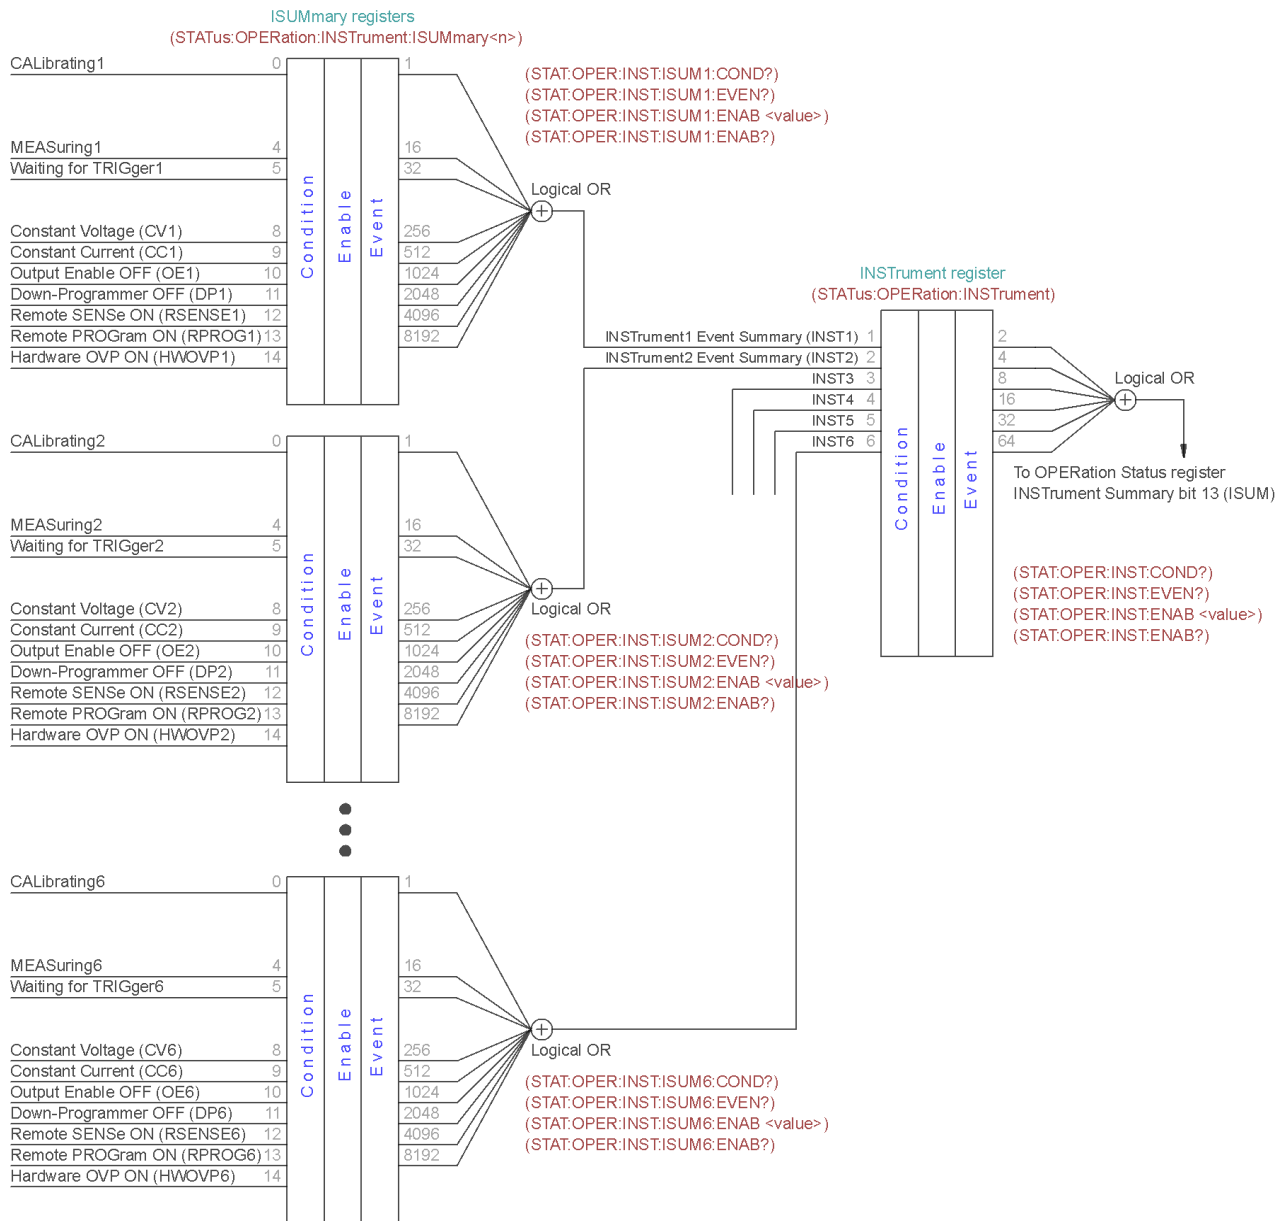 ISUMmary registers
(STATus:OPERation:INSTrument:ISUMmary<n>)
CALibrating1 0 1
(STAT:OPER:INST:ISUM1:COND?)
(STAT:OPER:INST:ISUM1:EVEN?)
(STAT:OPER:INST:ISUM1:ENAB <value>)
(STAT:OPER:INST:ISUM1:ENAB?)
MEASuring1 4 16
Waiting for TRIGger1 5 32
Condition
Enable
Event
Logical OR
Constant Voltage (CV1) 8 256
Constant Current (CC1) 9 512
Output Enable OFF (OE1) 10 1024
Down-Programmer OFF (DP1) 11 2048
Remote SENSe ON (RSENSE1) 12 4096
Remote PROGram ON (RPROG1) 13 8192
Hardware OVP ON (HWOVP1) 14
INSTrument register
(STATus:OPERation:INSTrument)
INSTrument1 Event Summary (INST1) 1 2
INSTrument2 Event Summary (INST2) 2 4
INST3 3 8
INST4 4 16
INST5 5 32
INST6 6 64
Condition
Enable
Event
Logical OR
To OPERation Status register
INSTrument Summary bit 13 (ISUM)
(STAT:OPER:INST:COND?)
(STAT:OPER:INST:EVEN?)
(STAT:OPER:INST:ENAB <value>)
(STAT:OPER:INST:ENAB?)
CALibrating2 0 1
MEASuring2 4 16
Waiting for TRIGger2 5 32
Condition
Enable
Event
Logical OR
Constant Voltage (CV2) 8 256
Constant Current (CC2) 9 512
Output Enable OFF (OE2) 10 1024
Down-Programmer OFF (DP2) 11 2048
Remote SENSe ON (RSENSE2) 12 4096
Remote PROGram ON (RPROG2) 13 8192
Hardware OVP ON (HWOVP2) 14
(STAT:OPER:INST:ISUM2:COND?)
(STAT:OPER:INST:ISUM2:EVEN?)
(STAT:OPER:INST:ISUM2:ENAB <value>)
(STAT:OPER:INST:ISUM2:ENAB?)
CALibrating6 0 1
MEASuring6 4 16
Waiting for TRIGger6 5 32
Condition
Enable
Event
Logical OR
Constant Voltage (CV6) 8 256
Constant Current (CC6) 9 512
Output Enable OFF (OE6) 10 1024
Down-Programmer OFF (DP6) 11 2048
Remote SENSe ON (RSENSE6) 12 4096
Remote PROGram ON (RPROG6) 13 8192
Hardware OVP ON (HWOVP6) 14
(STAT:OPER:INST:ISUM6:COND?)
(STAT:OPER:INST:ISUM6:EVEN?)
(STAT:OPER:INST:ISUM6:ENAB <value>)
(STAT:OPER:INST:ISUM6:ENAB?)